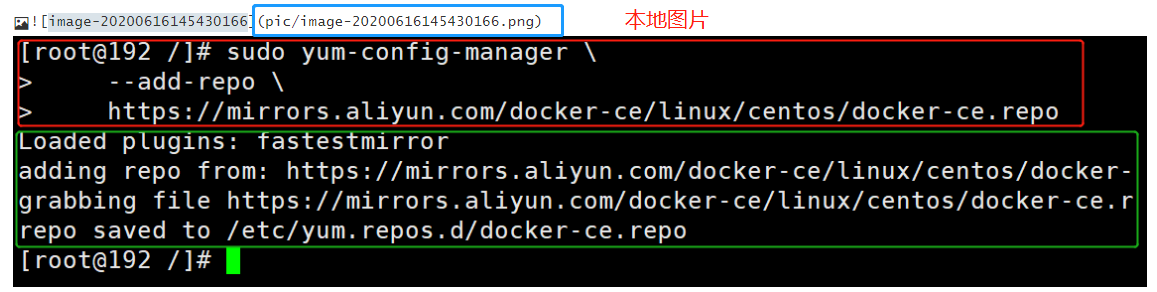 ![image-20200616145430166](pic/image-20200616145430166.png) 本地图片
[root@192 /]# sudo yum-config-manager \
>     --add-repo \
>     https://mirrors.aliyun.com/docker-ce/linux/centos/docker-ce.repo
Loaded plugins: fastestmirror
adding repo from: https://mirrors.aliyun.com/docker-ce/linux/centos/docker-
grabbing file https://mirrors.aliyun.com/docker-ce/linux/centos/docker-ce.r
repo saved to /etc/yum.repos.d/docker-ce.repo
[root@192 /]#